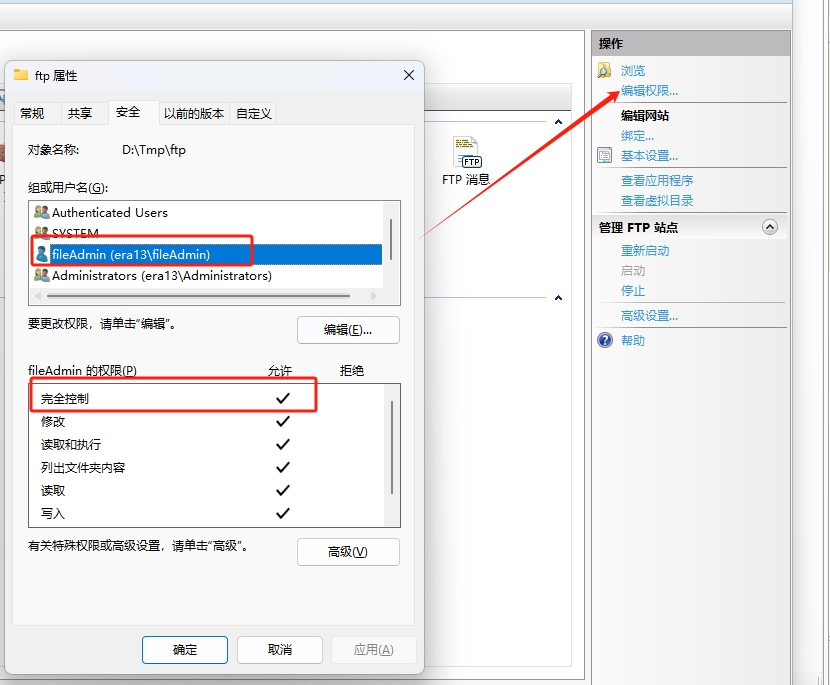 ftp 属性
常规 共享 安全 以前的版本 自定义
对象名称: D:\Tmp\ftp
组或用户名(G):
Authenticated Users
SYSTEM
fileAdmin (era13\fileAdmin)
Administrators (era13\Administrators)
要更改权限，请单击“编辑”。
编辑(E)...
fileAdmin 的权限(P) 允许 拒绝
完全控制
修改
读取和执行
列出文件夹内容
读取
写入
有关特殊权限或高级设置，请单击“高级”。
高级(V)
确定 取消 应用(A)
FTP
FTP 消息
操作
浏览
编辑权限...
编辑网站
绑定...
基本设置...
查看应用程序
查看虚拟目录
管理 FTP 站点
重新启动
启动
停止
高级设置...
帮助